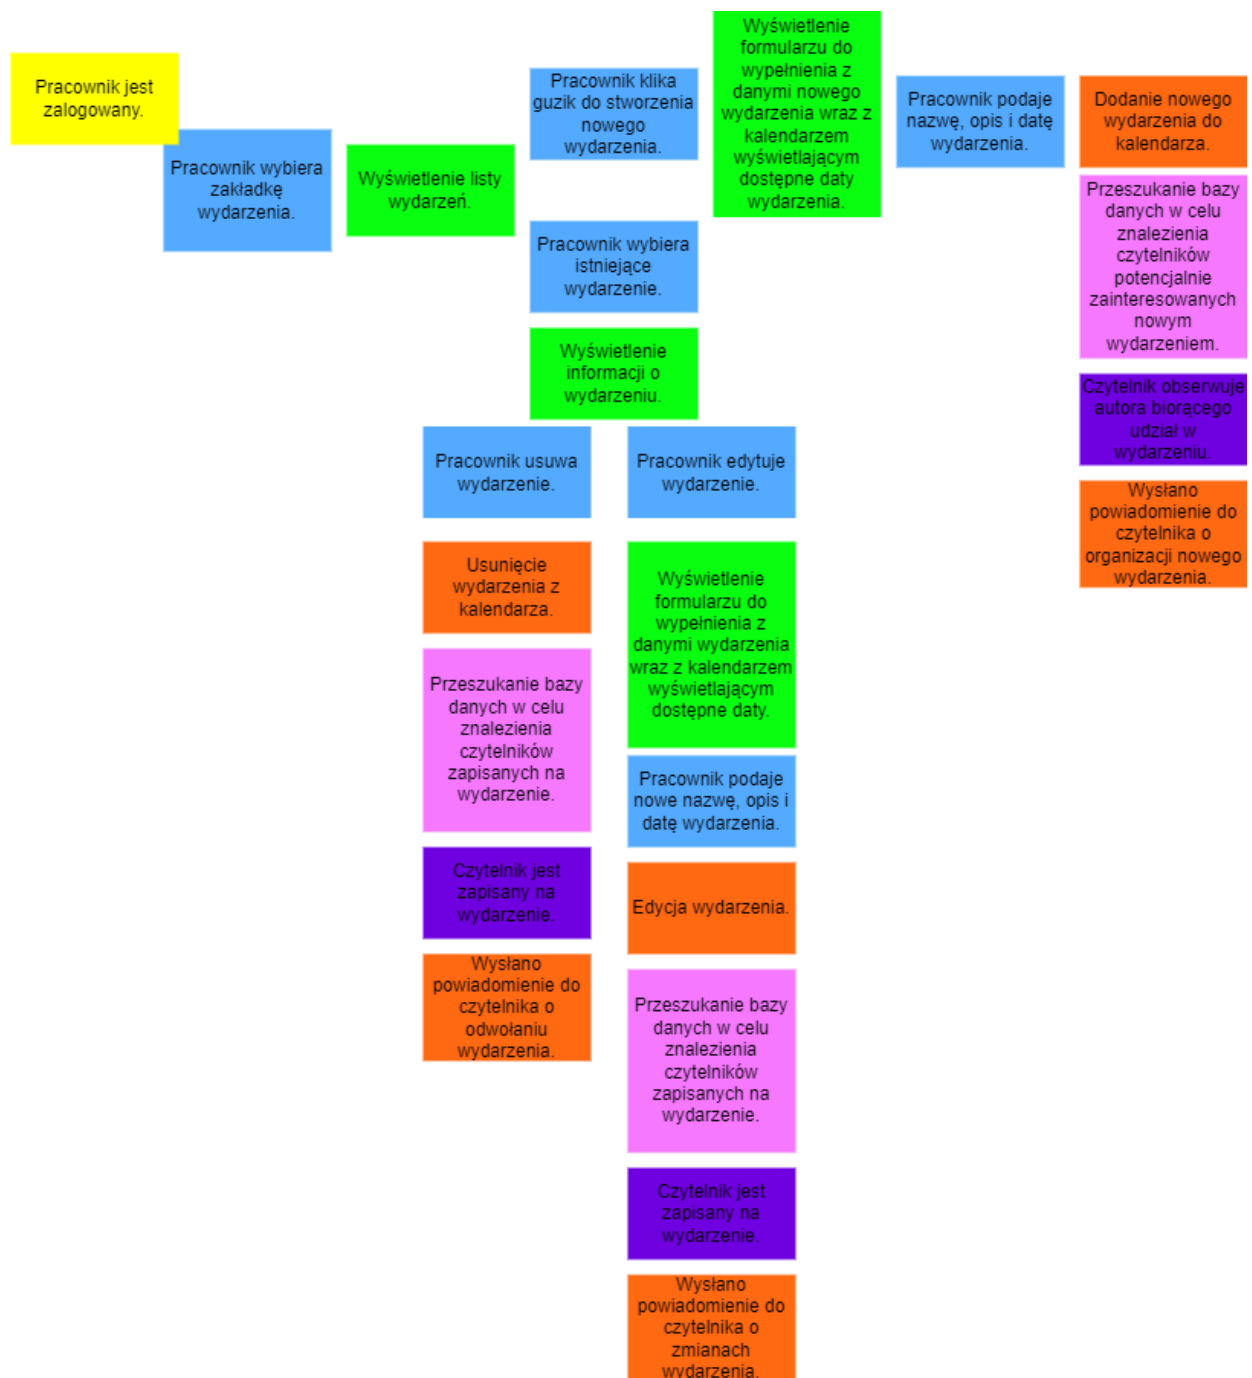 Pracownik jest
zalogowany.
Pracownik wybiera
zakładkę
wydarzenia.
Wyświetlenie listy
wydarzeń.
Pracownik klika
guzik do stworzenia
nowego
wydarzenia.
Wyświetlenie
formularzu do
wypełnienia z
danymi nowego
wydarzenia wraz z
kalendarzem
wyświetlającym
dostępne daty
wydarzenia.
Pracownik podaje
nazwę, opis i datę
wydarzenia.
Dodanie nowego
wydarzenia do
kalendarza.
Przeszukanie bazy
danych w celu
znalezienia
czytelników
potencjalnie
zainteresowanych
nowym
wydarzeniem.
Czytelnik obserwuje
autora biorącego
udział w
wydarzeniu.
Wysłano
powiadomienie do
czytelnika o
organizacji nowego
wydarzenia.
Pracownik wybiera
istniejące
wydarzenie.
Wyświetlenie
informacji o
wydarzeniu.
Pracownik usuwa
wydarzenie.
Usunięcie
wydarzenia z
kalendarza.
Przeszukanie bazy
danych w celu
znalezienia
czytelników
zapisanych na
wydarzenie.
Czytelnik jest
zapisany na
wydarzenie.
Wysłano
powiadomienie do
czytelnika o
odwołaniu
wydarzenia.
Pracownik edytuje
wydarzenie.
Wyświetlenie
formularzu do
wypełnienia z
danymi wydarzenia
wraz z kalendarzem
wyświetlającym
dostępne daty.
Pracownik podaje
nowe nazwę, opis i
datę wydarzenia.
Edycja wydarzenia.
Przeszukanie bazy
danych w celu
znalezienia
czytelników
zapisanych na
wydarzenie.
Czytelnik jest
zapisany na
wydarzenie.
Wysłano
powiadomienie do
czytelnika o
zmianach
wydarzenia.